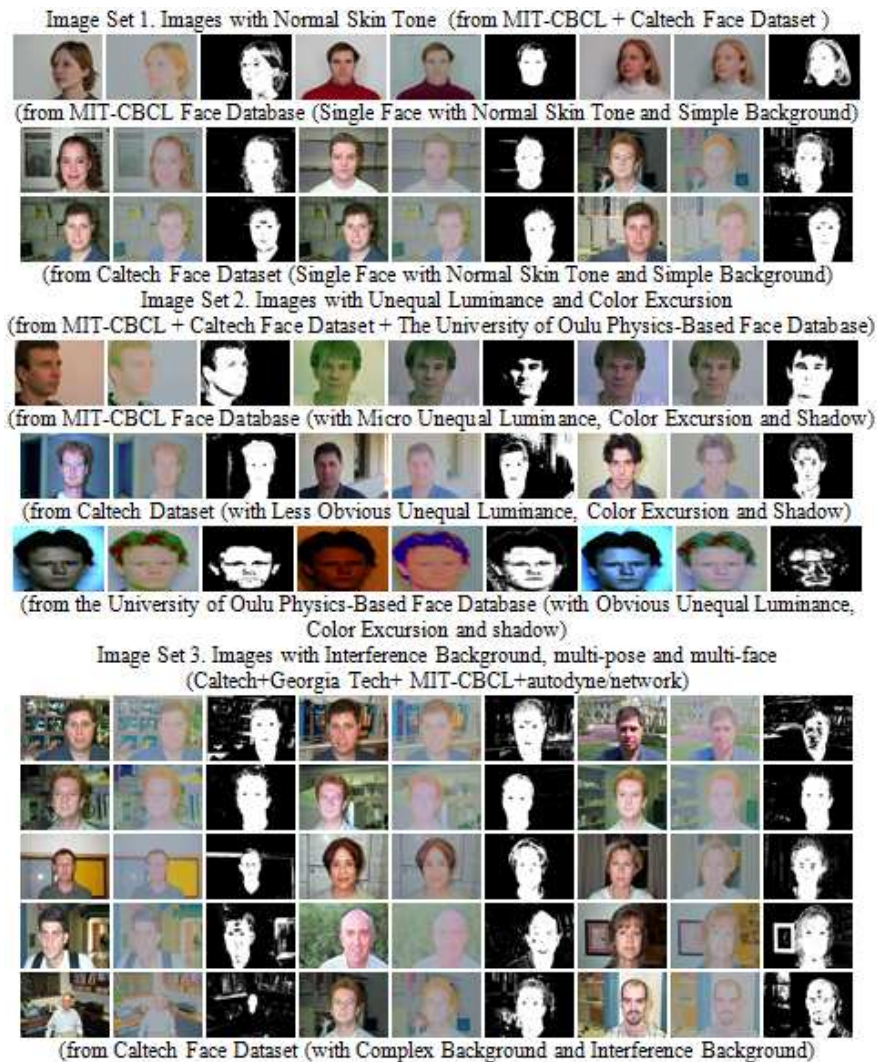 Image Set 1. Images with Normal Skin Tone (from MIT-CBCL + Caltech Face Dataset )
(from MIT-CBCL Face Database (Single Face with Normal Skin Tone and Simple Background)
(from Caltech Face Dataset (Single Face with Normal Skin Tone and Simple Background)
Image Set 2. Images with Unequal Luminance and Color Excursion
(from MIT-CBCL + Caltech Face Dataset + The University of Oulu Physics-Based Face Database)
(from MIT-CBCL Face Database (with Micro Unequal Luminance, Color Excursion and Shadow)
(from Caltech Dataset (with Less Obvious Unequal Luminance, Color Excursion and Shadow)
(from the University of Oulu Physics-Based Face Database (with Obvious Unequal Luminance,
Color Excursion and shadow)
Image Set 3. Images with Interference Background, multi-pose and multi-face
(Caltech+Georgia Tech+ MIT-CBCL+autodyne/network)
(from Caltech Face Dataset (with Complex Background and Interference Background)